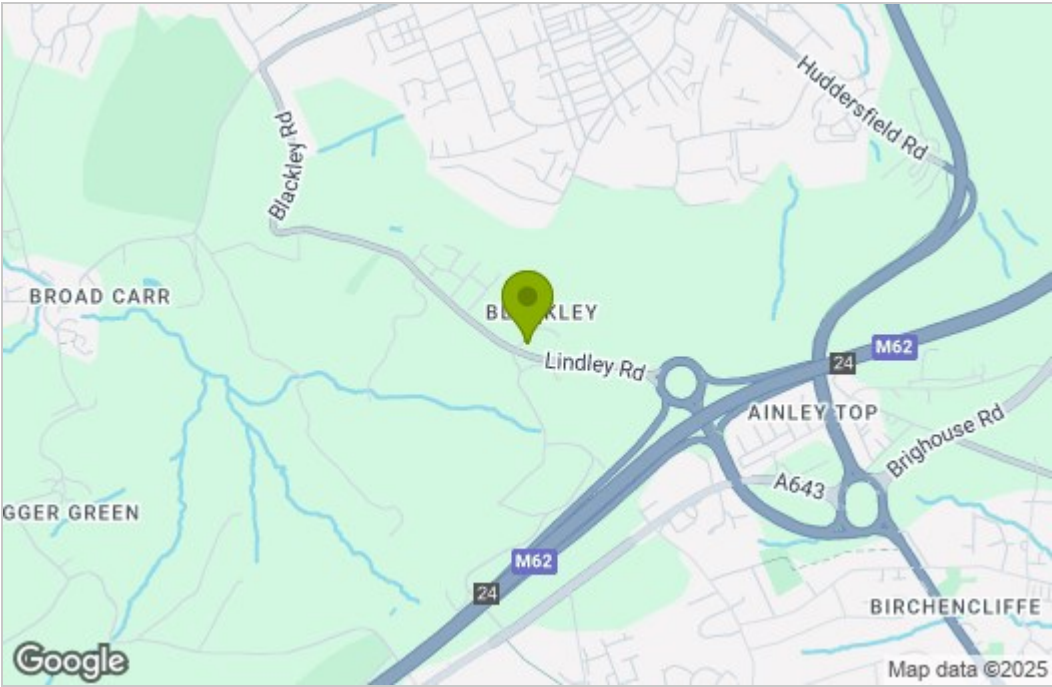 Huddersfield Rd
Blackley Rd
BROAD CARR
Lindley Rd
24
M62
AINLEY TOP
Brighouse Rd
A643
GGER GREEN
M62
24
BIRCHENCLIFFE
Google
Map data ©2025